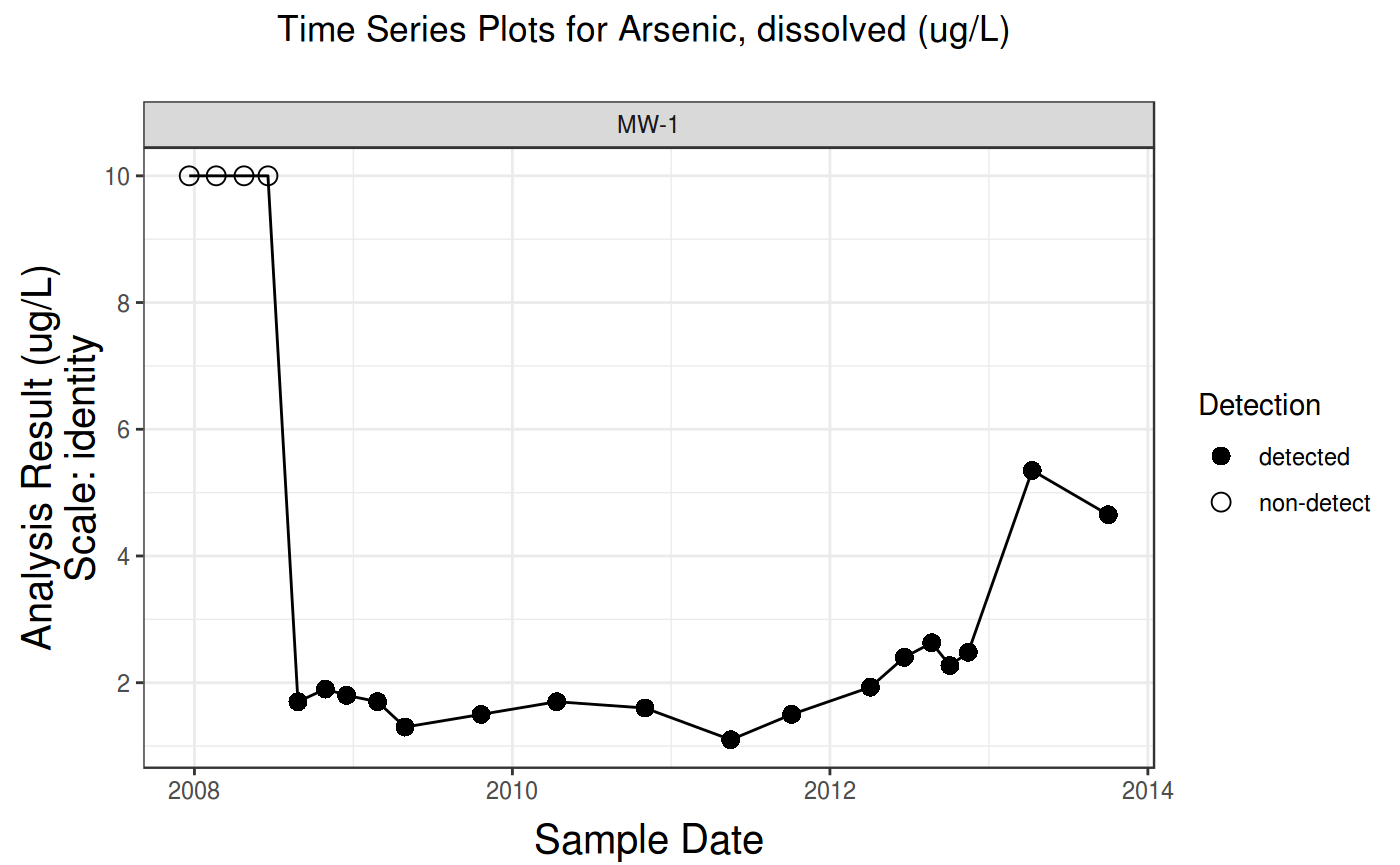 Time Series Plots for Arsenic, dissolved (ug/L)
MW-1
Analysis Result (ug/L)
Scale: identity
10
8
6
4
2
2008
2010
2012
2014
Sample Date
Detection
detected
non-detect